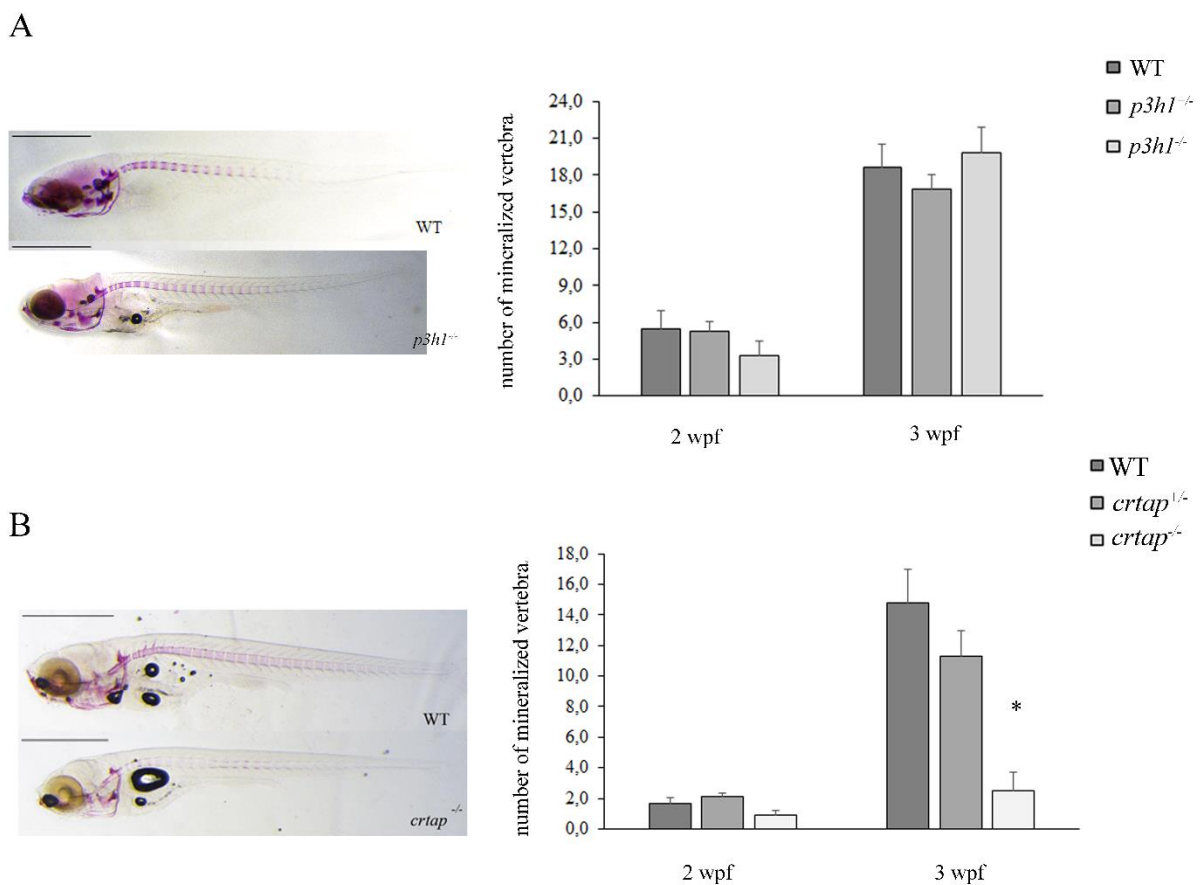 A
WT
p3h1-/-
number of mineralized vertebra
24,0
21,0
18,0
15,0
12,0
9,0
6,0
3,0
0,0
2 wpf
3 wpf
WT
p3h1+/-
p3h1-/-
B
WT
crtap -/-
number of mineralized vertebra
18,0
16,0
14,0
12,0
10,0
8,0
6,0
4,0
2,0
0,0
*
2 wpf
3 wpf
WT
crtap+/-
crtap-/-